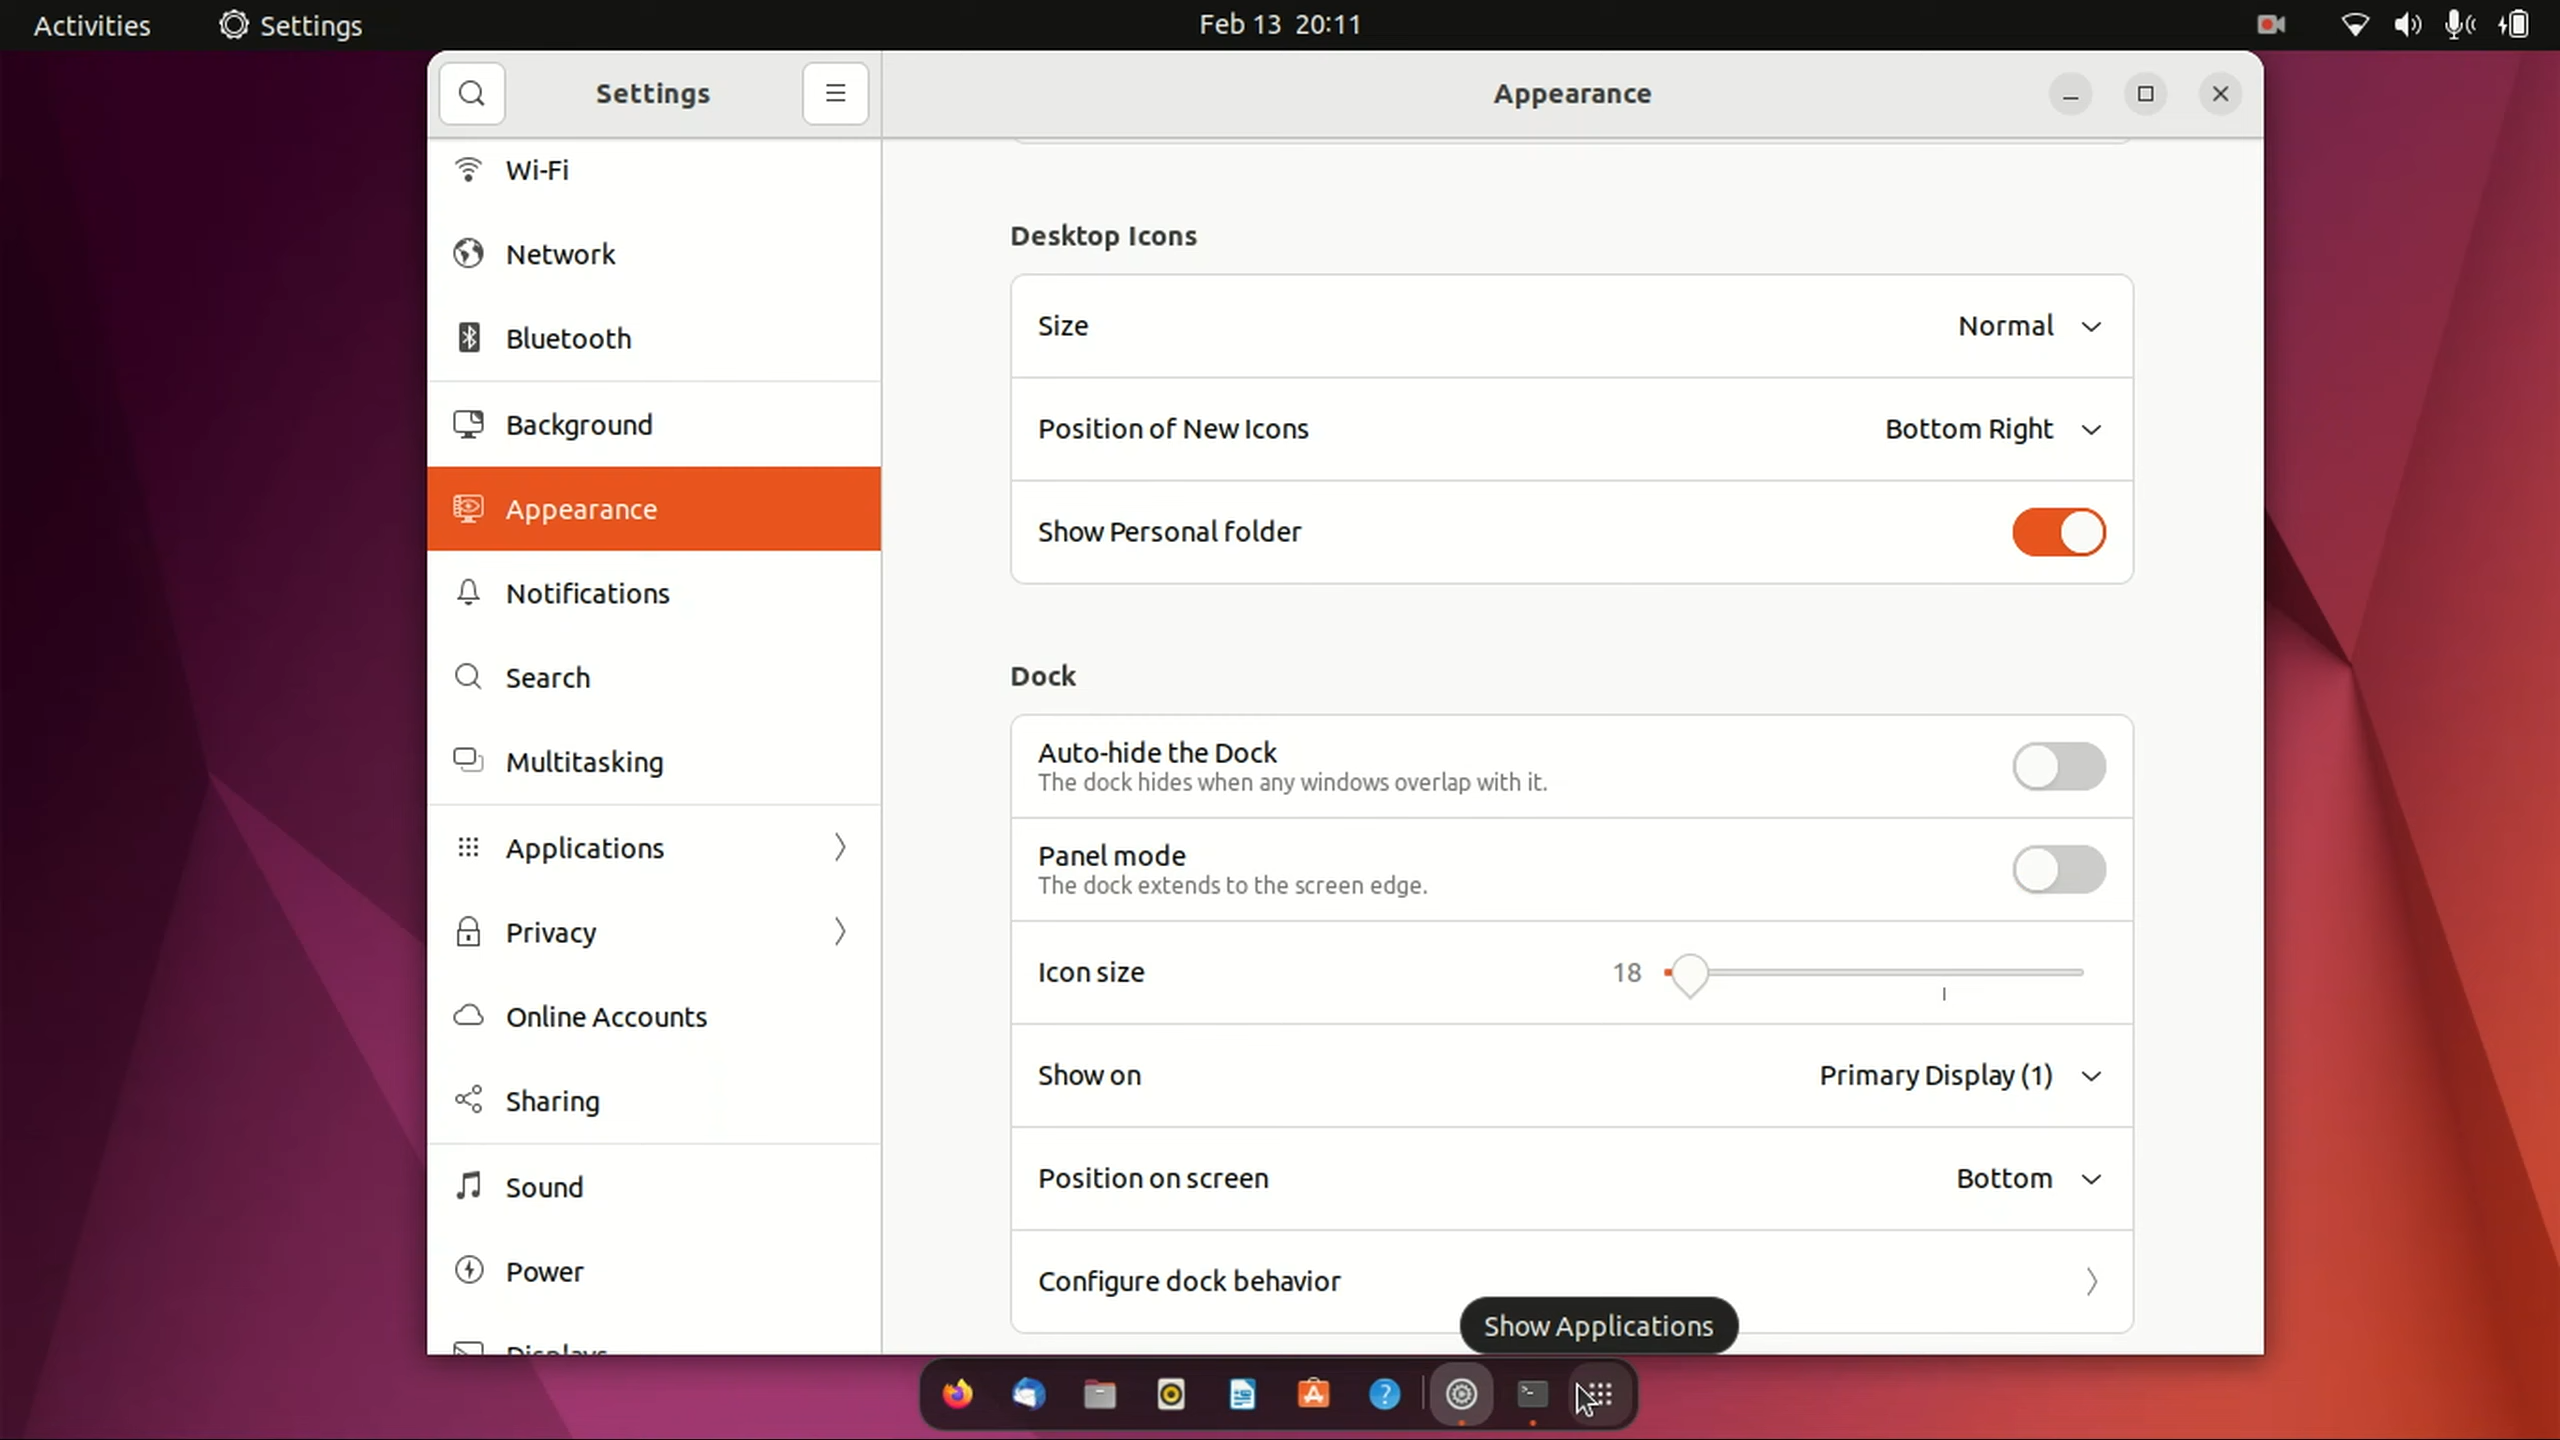 Activities
Settings
Feb 13 20:11
Settings
Appearance
Wi-Fi
Network
Bluetooth
Background
Appearance
Notifications
Search
Multitasking
Applications
Privacy
Online Accounts
Sharing
Sound
Power
Displays
Desktop Icons
Size
Normal
Position of New Icons
Bottom Right
Show Personal folder
Dock
Auto-hide the Dock
The dock hides when any windows overlap with it.
Panel mode
The dock extends to the screen edge.
Icon size
18
Show on
Primary Display (1)
Position on screen
Bottom
Configure dock behavior
Show Applications